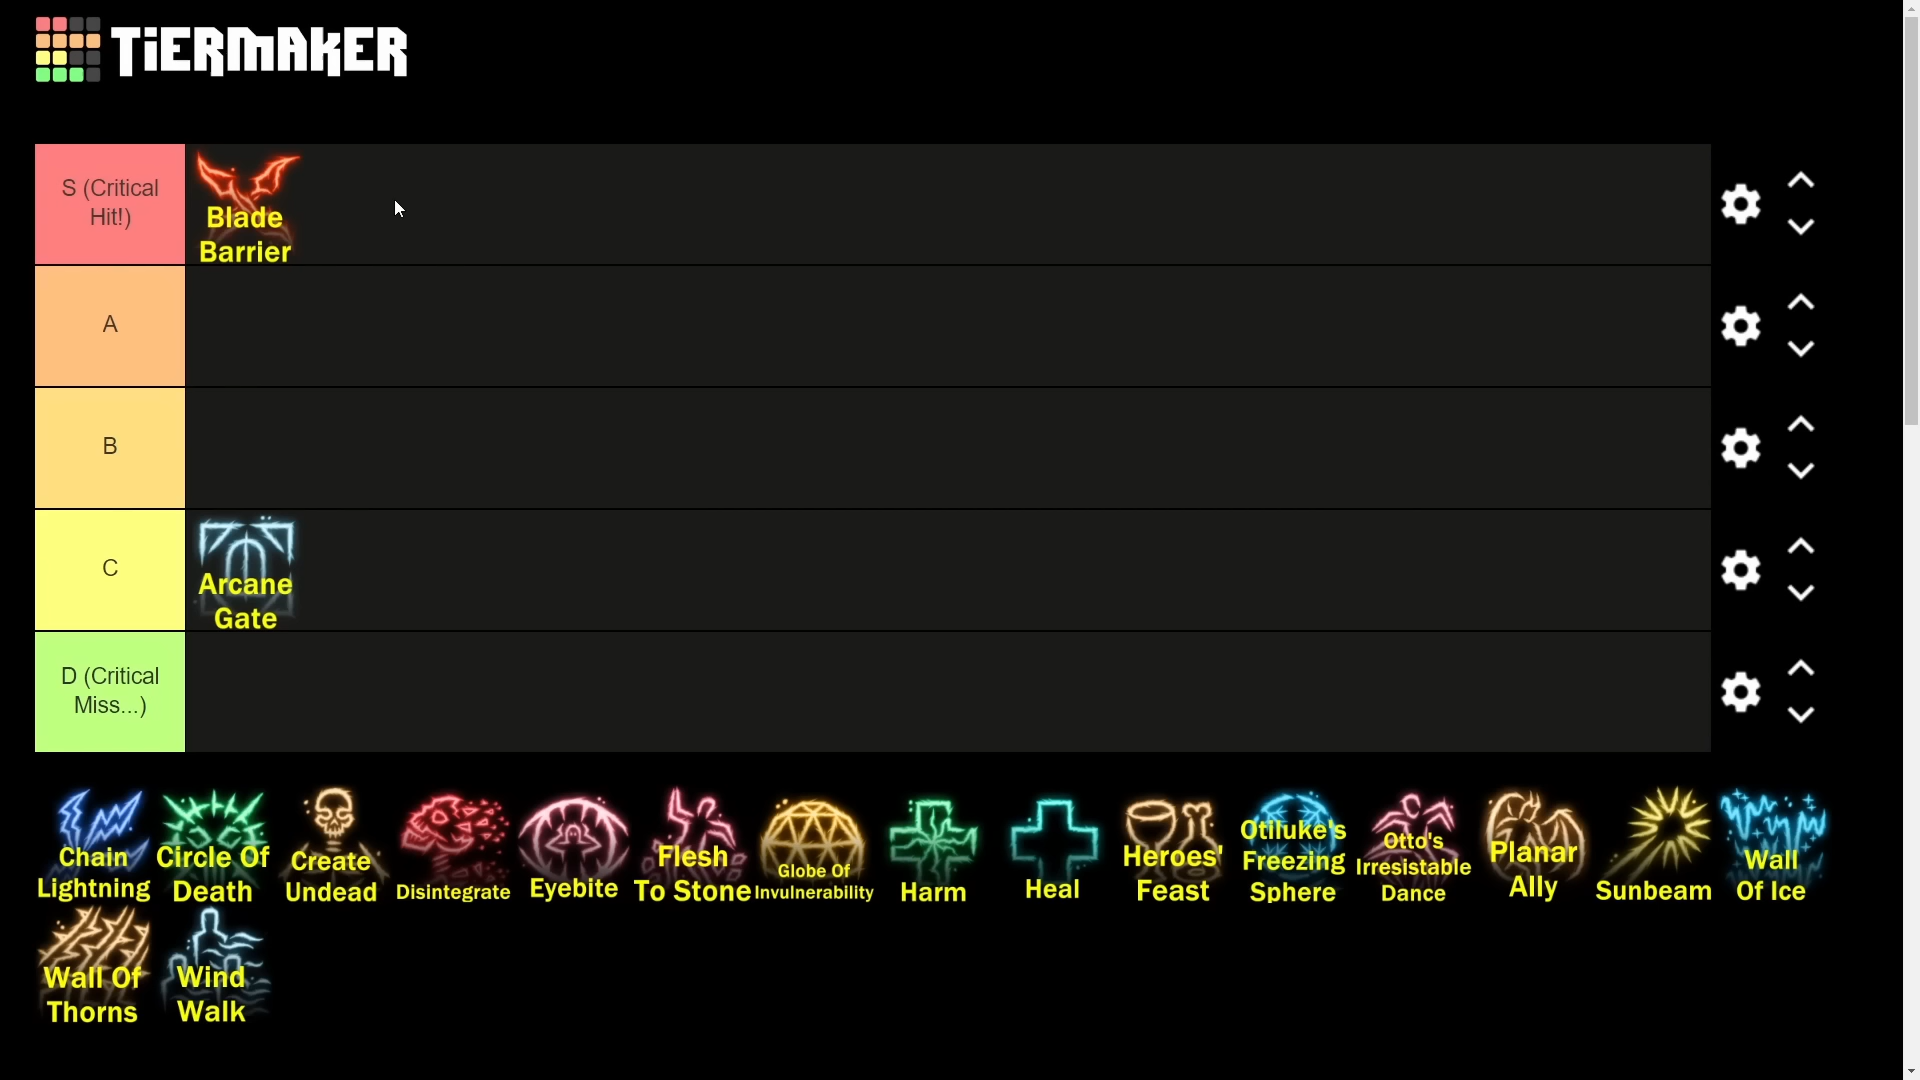 TiERMAKER
S (Critical
Hit!)
Blade
Barrier
A
B
C
Arcane
Gate
D (Critical
Miss...)
Chain
Lightning
Circle Of
Death
Create
Undead
Disintegrate
Eyebite
Flesh
To Stone
Globe Of
Invulnerability
Harm
Heal
Heroes'
Feast
Otiluke's
Freezing
Sphere
Otto's
Irresistable
Dance
Planar
Ally
Sunbeam
Wall
Of Ice
Wall Of
Thorns
Wind
Walk